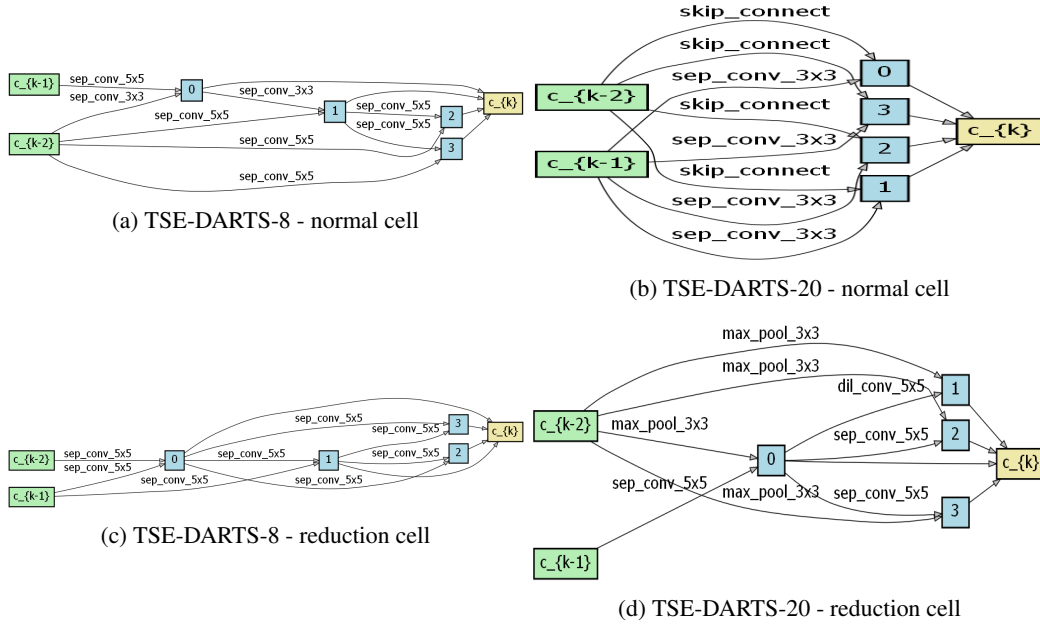 c_{k-1}
sep_conv_5x5
sep_conv_3x3
0
sep_conv_3x3
c_{k}
sep_conv_5x5
1
sep_conv_5x5
2
c_{k-2}
sep_conv_5x5
sep_conv_5x5
3
sep_conv_5x5
(a) TSE-DARTS-8 - normal cell
skip_connect
skip_connect
0
sep_conv_3x3
c_{k-2}
skip_connect
3
c_{k}
sep_conv_3x3
2
c_{k-1}
skip_connect
1
sep_conv_3x3
sep_conv_3x3
(b) TSE-DARTS-20 - normal cell
sep_conv_5x5
3
c_{k}
sep_conv_5x5
c_{k-2}
sep_conv_5x5
0
sep_conv_5x5
1
sep_conv_5x5
2
sep_conv_5x5
c_{k-1}
sep_conv_5x5
sep_conv_5x5
(c) TSE-DARTS-8 - reduction cell
max_pool_3x3
max_pool_3x3
dil_conv_5x5
1
c_{k-2}
max_pool_3x3
sep_conv_5x5
2
0
c_{k}
sep_conv_5x5
max_pool_3x3
sep_conv_5x5
3
c_{k-1}
(d) TSE-DARTS-20 - reduction cell